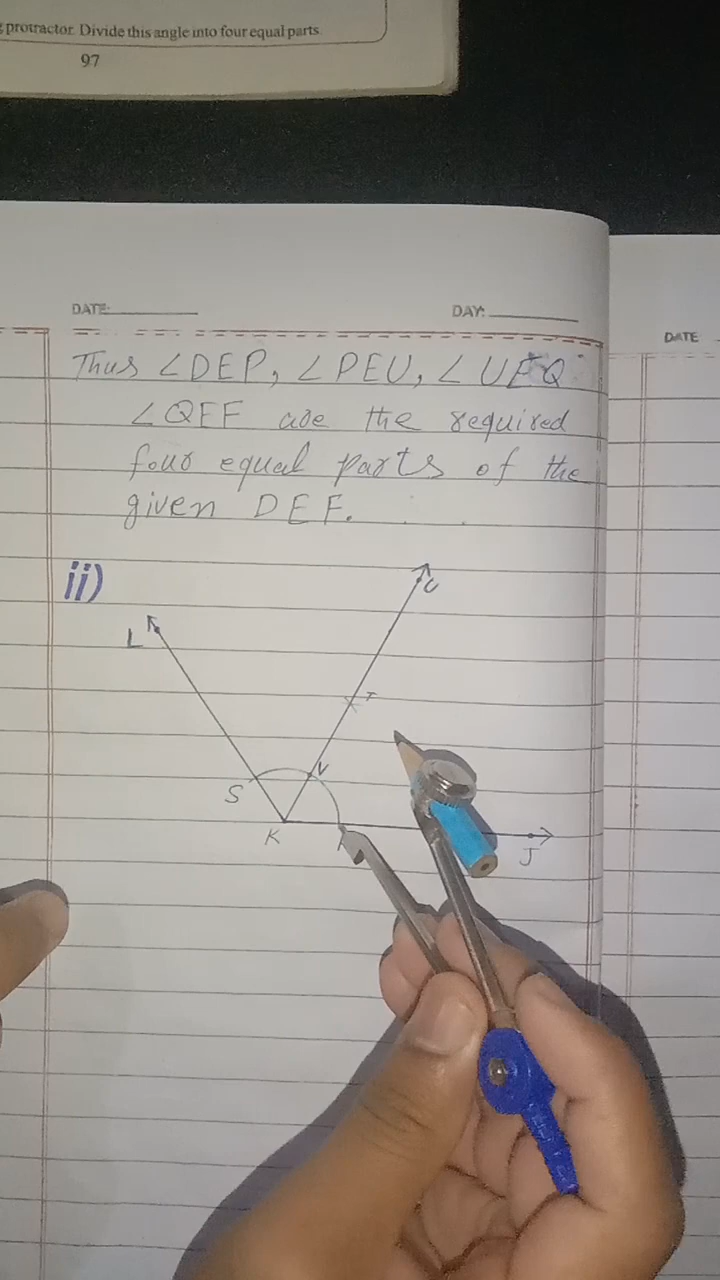 protractor. Divide this angle into four equal parts.
97
DATE:
DAY:
DATE
Thus ∠DEP, ∠PEU, ∠UEQ
∠QEF are the required
four equal parts of the
given DEF.
ii)
U
L
T
V
S
K
J